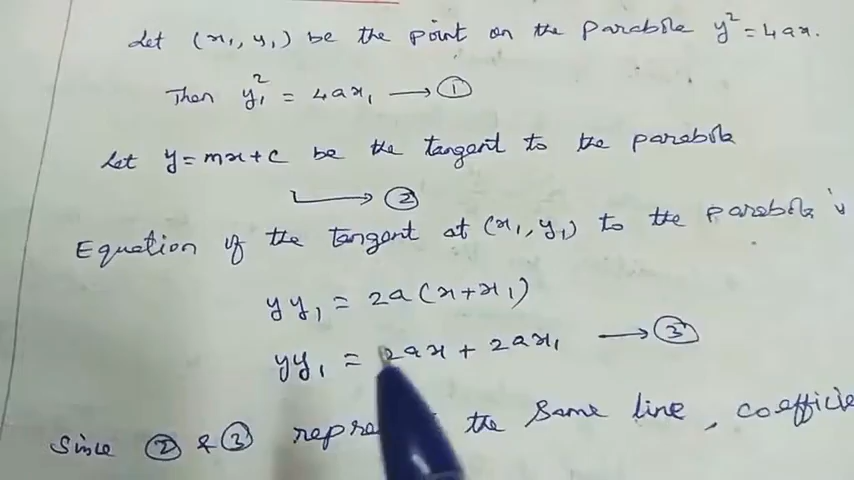 Let (x₁, y₁) be the point on the parabola y² = 4ax.
Then y₁² = 4ax₁ ⟶ ①
Let y = mx + c be the tangent to the parabola
⟶ ②
Equation of the tangent at (x₁, y₁) to the parabola is
yy₁ = 2a(x + x₁)
yy₁ = 2ax + 2ax₁ ⟶ ③
Since ② & ③ the same line,